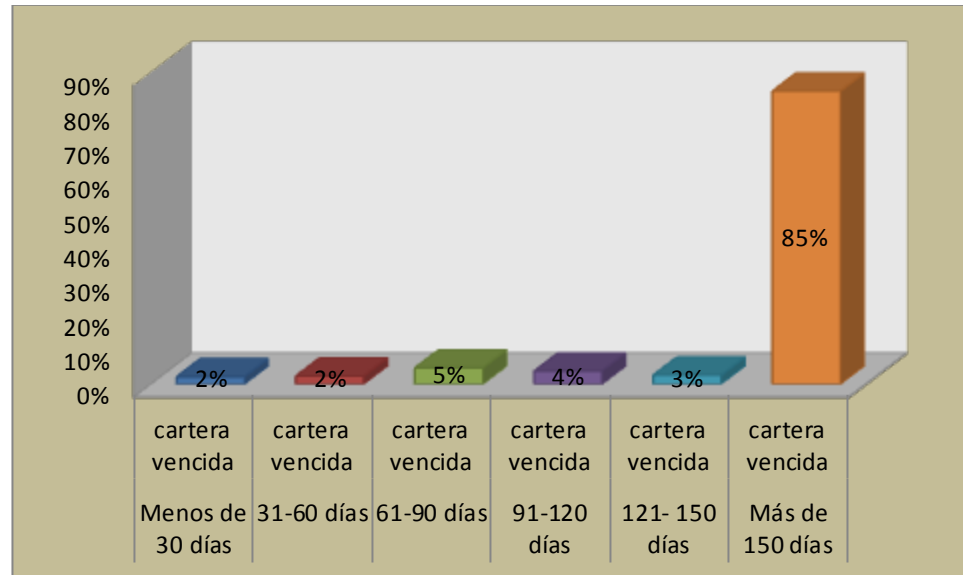 90%
80%
70%
60%
50%
40%
30%
20%
10%
0%
2%
2%
5%
4%
3%
85%
cartera
vencida
cartera
vencida
cartera
vencida
cartera
vencida
cartera
vencida
cartera
vencida
Menos de
30 días
31-60 días
61-90 días
91-120
días
121- 150
días
Más de
150 días